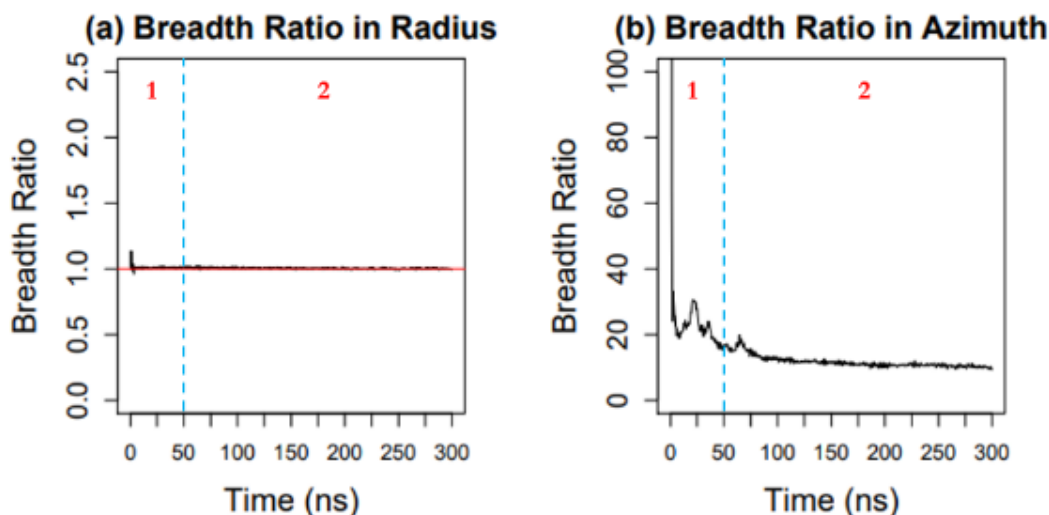 (a) Breadth Ratio in Radius
1
2
Breadth Ratio
2.5
2.0
1.5
1.0
0.5
0.0
0 50 100 150 200 250 300
Time (ns)
(b) Breadth Ratio in Azimuth
1
2
Breadth Ratio
100
80
60
40
20
0
0 50 100 150 200 250 300
Time (ns)